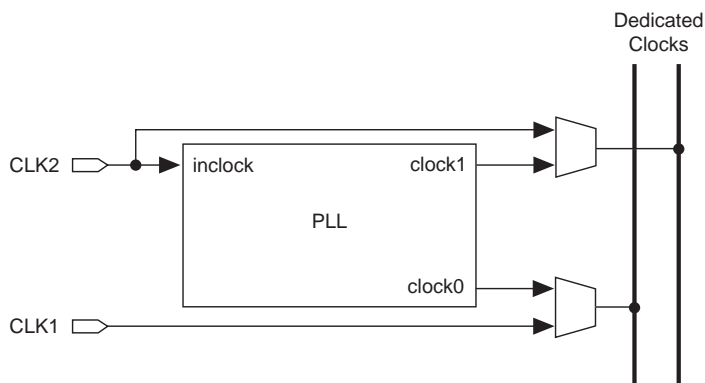 Dedicated
Clocks
CLK2
inclock
clock1
PLL
clock0
CLK1